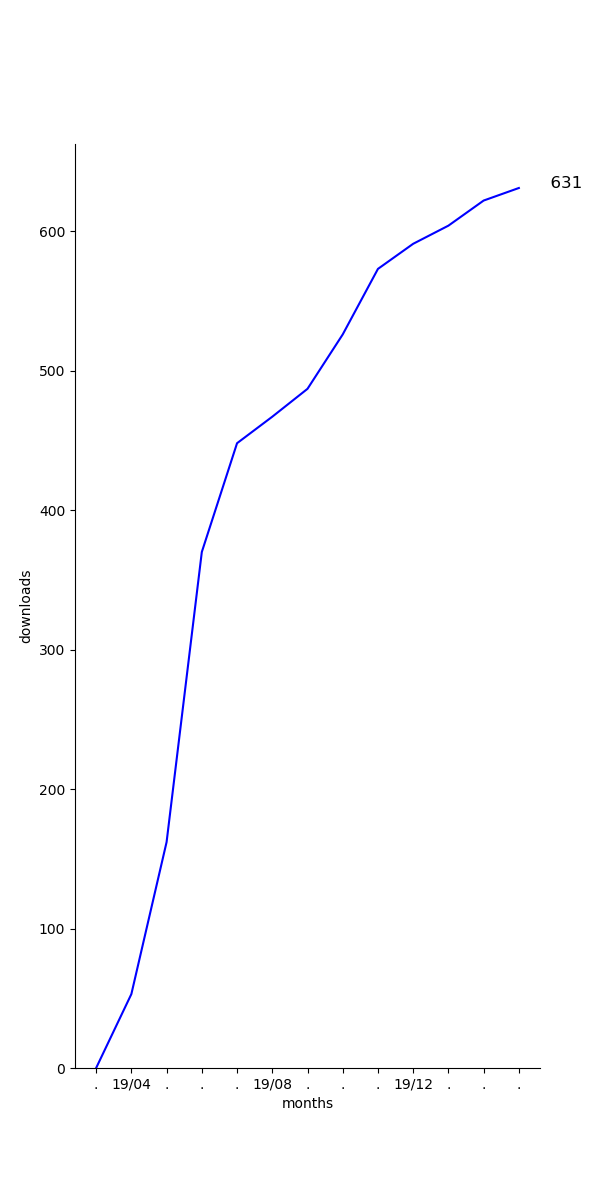 631
600
500
400
300
200
100
0
downloads
. 19/04 . . . 19/08 . . . 19/12 . . .
months